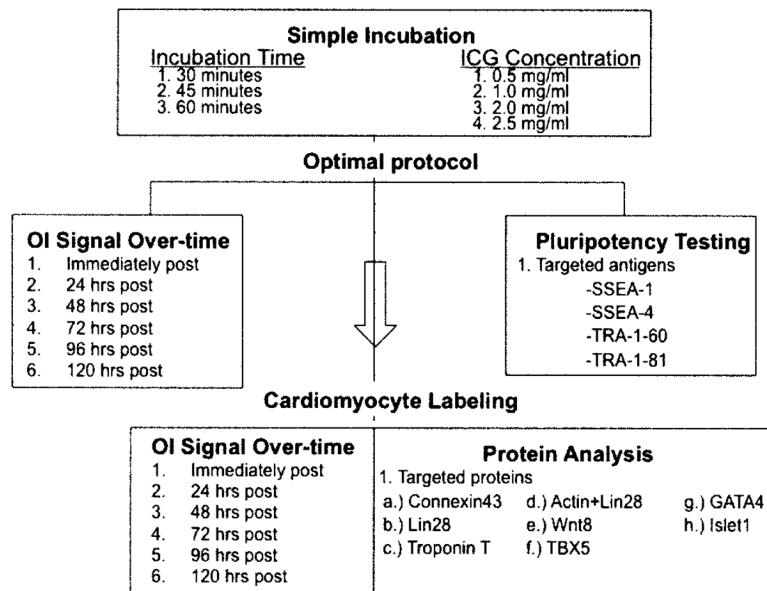 Simple Incubation
Incubation Time
1. 30 minutes
2. 45 minutes
3. 60 minutes
ICG Concentration
1. 0.5 mg/ml
2. 1.0 mg/ml
3. 2.0 mg/ml
4. 2.5 mg/ml
Optimal protocol
OI Signal Over-time
1. Immediately post
2. 24 hrs post
3. 48 hrs post
4. 72 hrs post
5. 96 hrs post
6. 120 hrs post
Pluripotency Testing
1. Targeted antigens
-SSEA-1
-SSEA-4
-TRA-1-60
-TRA-1-81
Cardiomyocyte Labeling
OI Signal Over-time
1. Immediately post
2. 24 hrs post
3. 48 hrs post
4. 72 hrs post
5. 96 hrs post
6. 120 hrs post
Protein Analysis
1. Targeted proteins
a.) Connexin43 d.) Actin+Lin28 g.) GATA4
b.) Lin28 e.) Wnt8 h.) Islet1
c.) Troponin T f.) TBX5